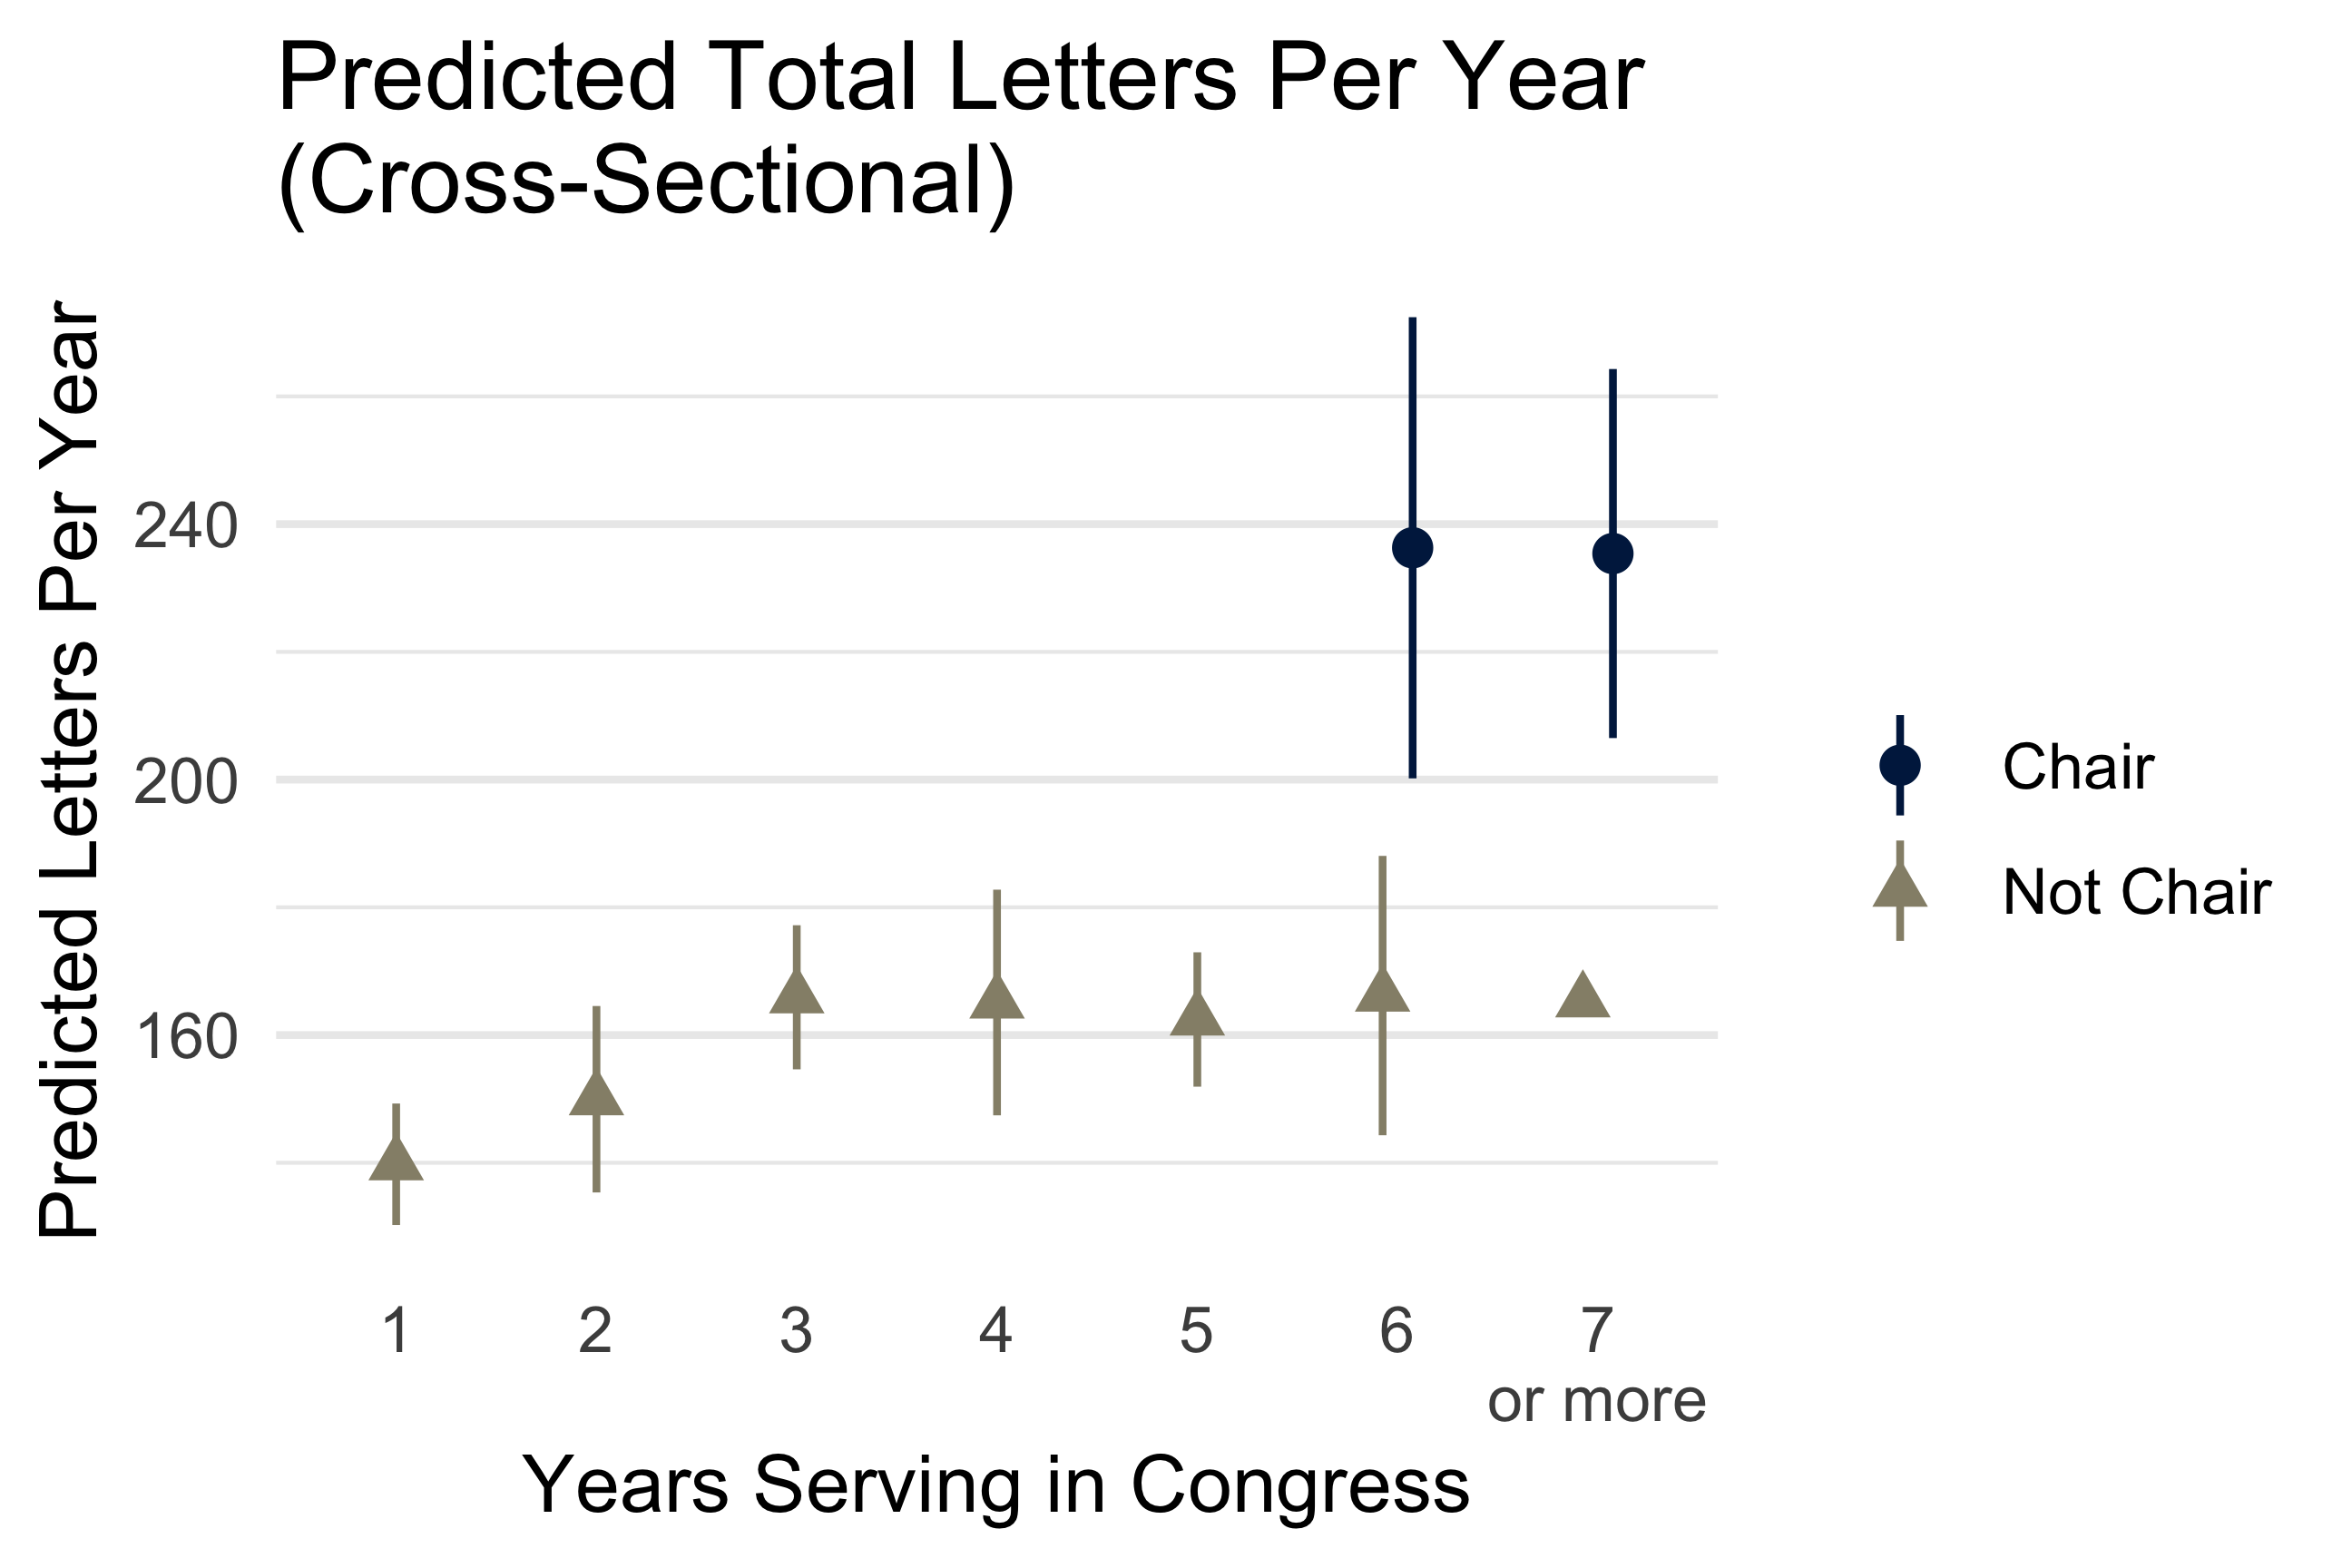 Predicted Total Letters Per Year
(Cross-Sectional)
Predicted Letters Per Year
240
200
160
1 2 3 4 5 6 7
or more
Years Serving in Congress
Chair
Not Chair